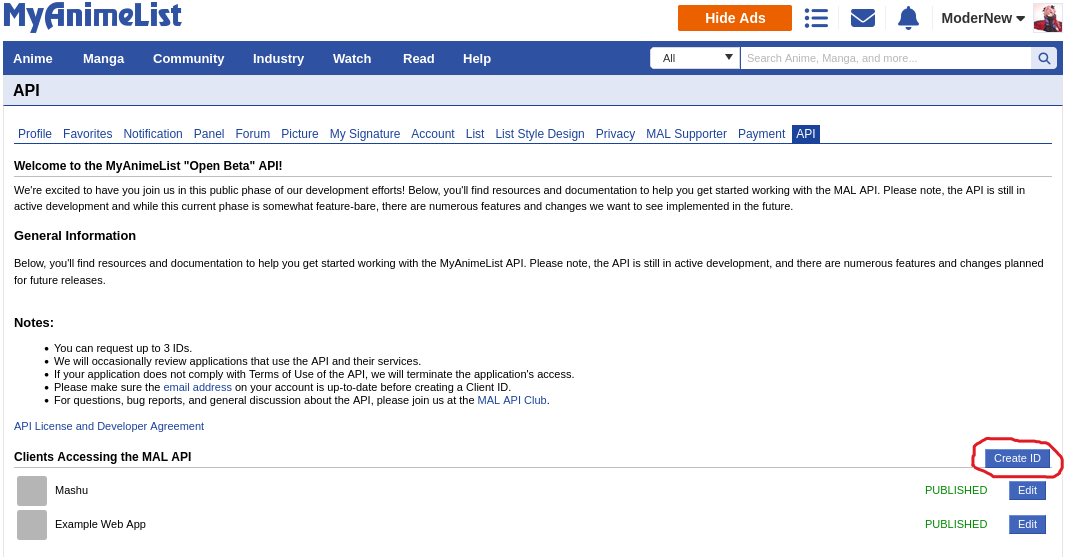 MyAnimeList
Hide Ads
ModerNew
Anime Manga Community Industry Watch Read Help
All
Search Anime, Manga, and more...
API
Profile Favorites Notification Panel Forum Picture My Signature Account List List Style Design Privacy MAL Supporter Payment API
Welcome to the MyAnimeList "Open Beta" API!
We're excited to have you join us in this public phase of our development efforts! Below, you'll find resources and documentation to help you get started working with the MAL API. Please note, the API is still in
active development and while this current phase is somewhat feature-bare, there are numerous features and changes we want to see implemented in the future.
General Information
Below, you'll find resources and documentation to help you get started working with the MyAnimeList API. Please note, the API is still in active development, and there are numerous features and changes planned
for future releases.
Notes:
You can request up to 3 IDs.
We will occasionally review applications that use the API and their services.
If your application does not comply with Terms of Use of the API, we will terminate the application's access.
Please make sure the email address on your account is up-to-date before creating a Client ID.
For questions, bug reports, and general discussion about the API, please join us at the MAL API Club.
API License and Developer Agreement
Clients Accessing the MAL API
Create ID
Mashu PUBLISHED Edit
Example Web App PUBLISHED Edit